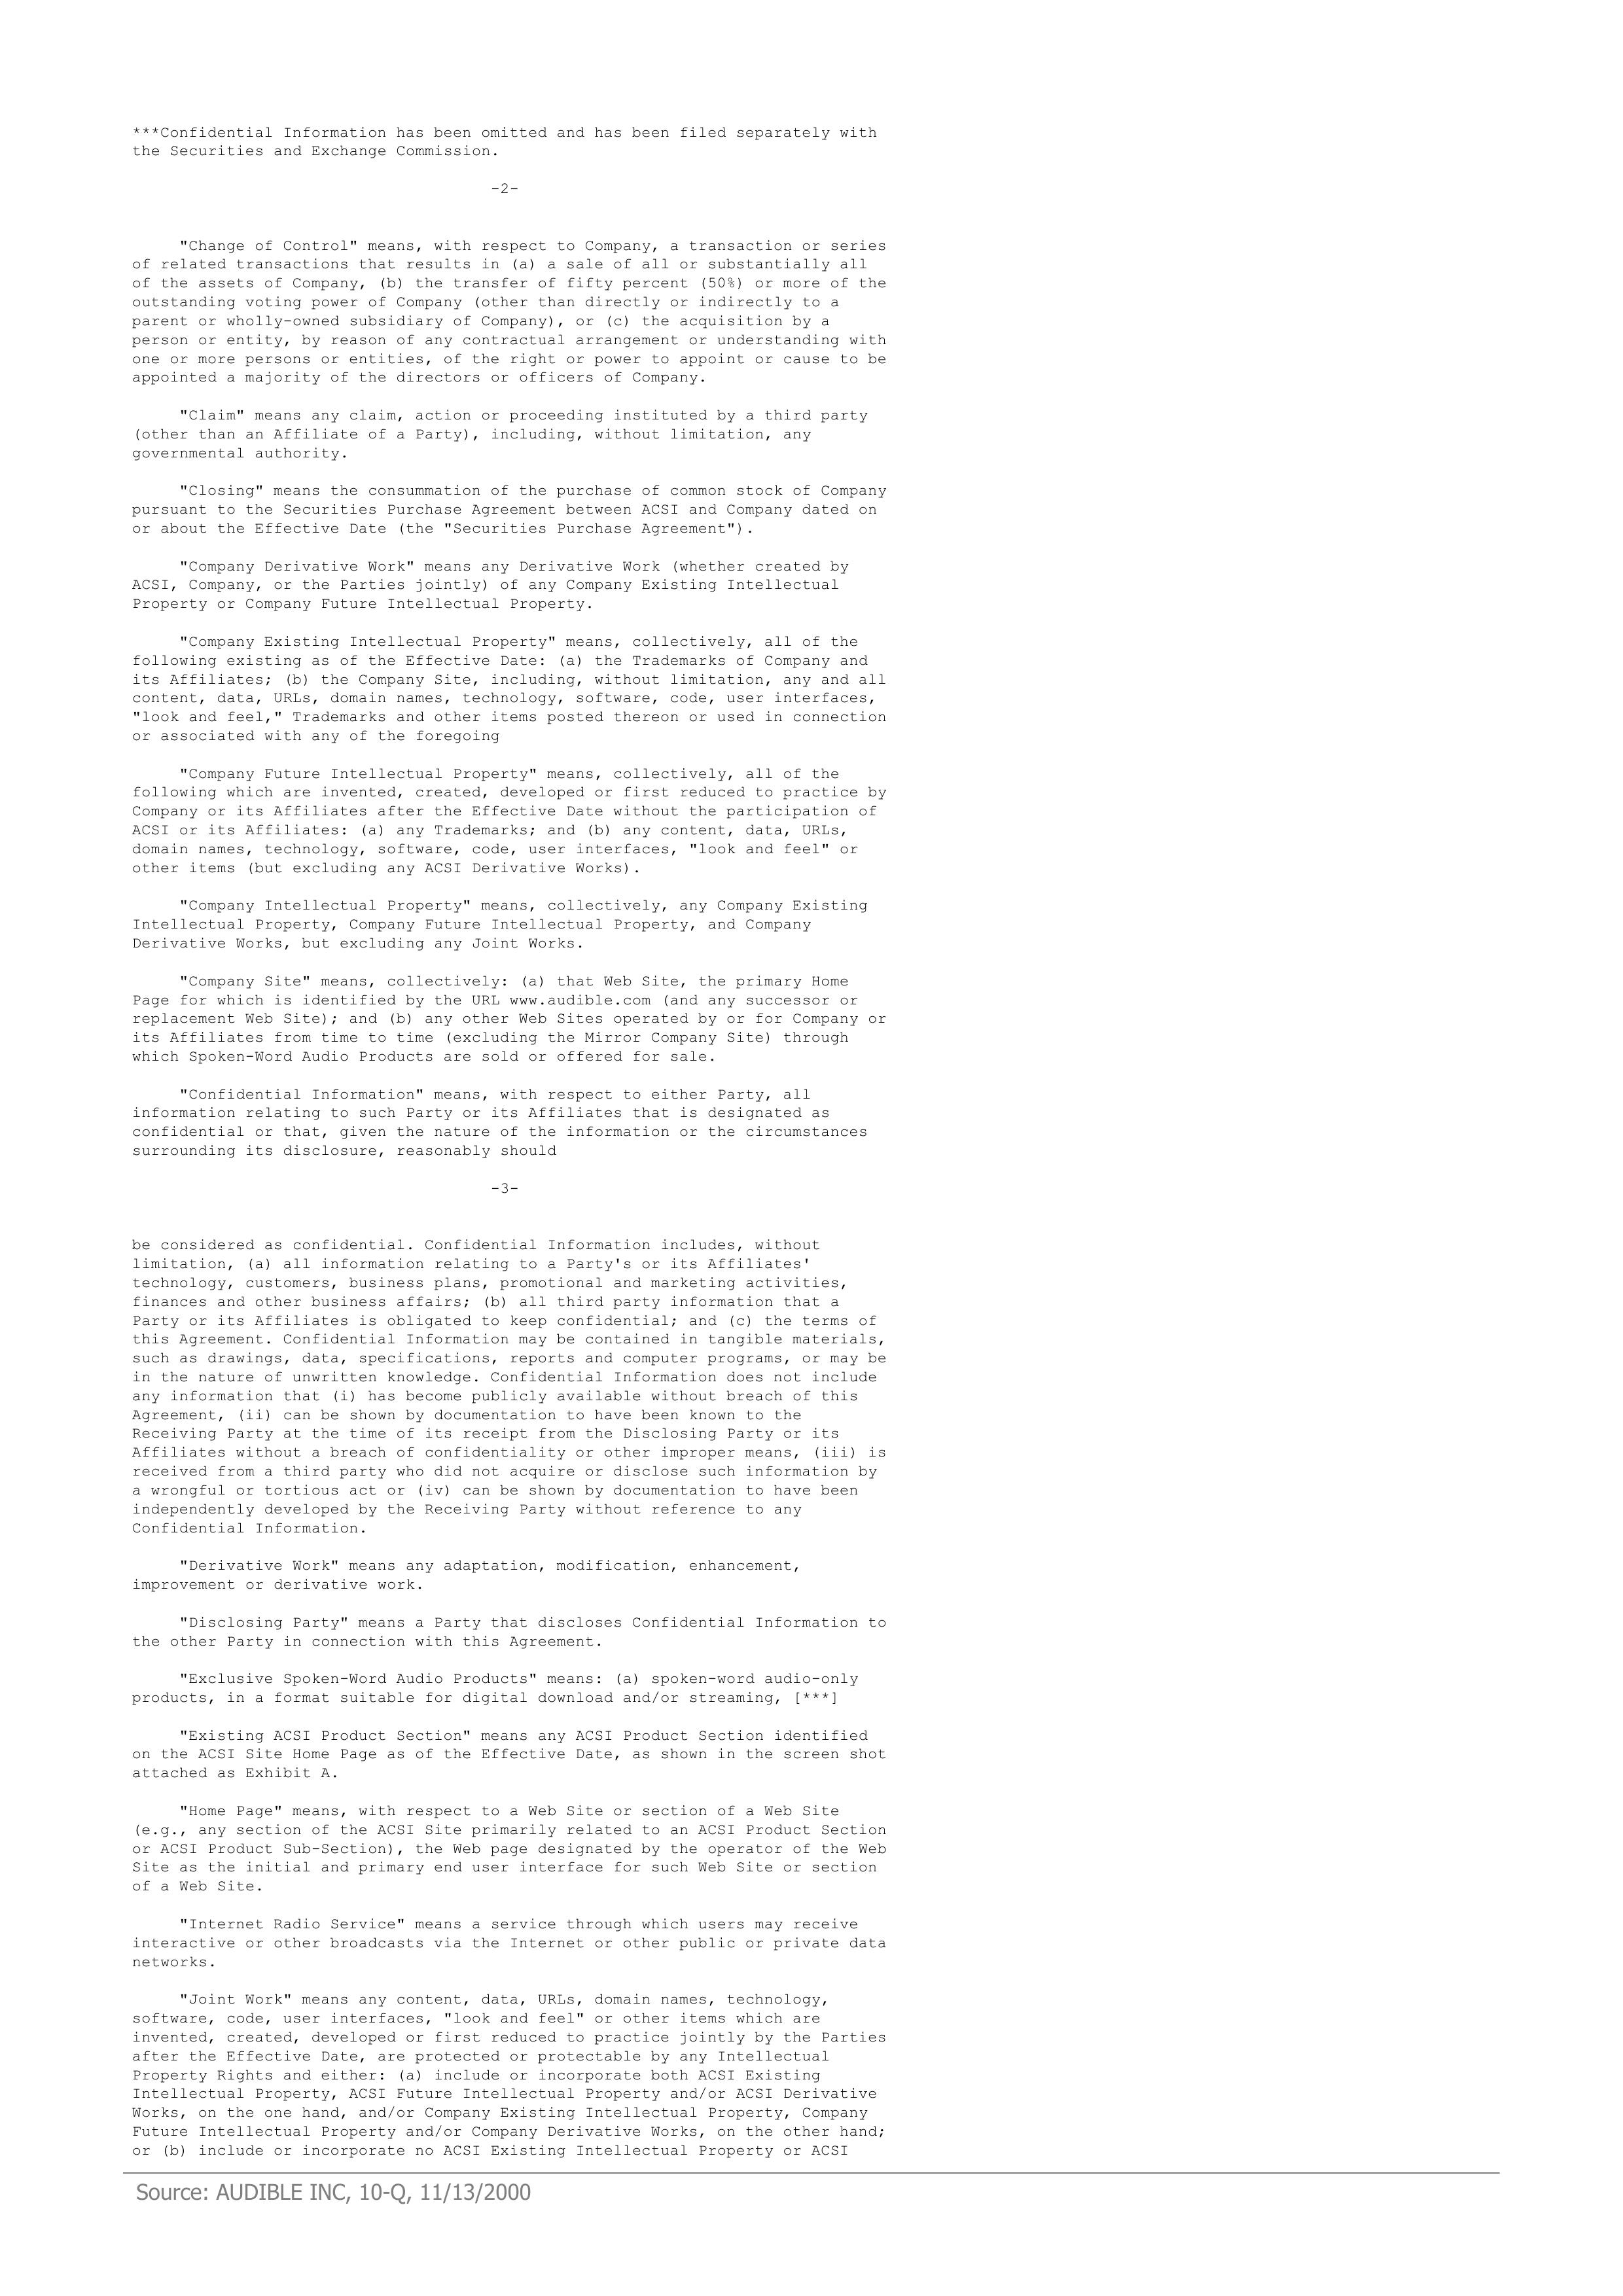 ***Confidential Information has been omitted and has been filed separately with
the Securities and Exchange Commission.
-2-
"Change of Control" means, with respect to Company, a transaction or series
of related transactions that results in (a) a sale of all or substantially all
of the assets of Company, (b) the transfer of fifty percent (50%) or more of the
outstanding voting power of Company (other than directly or indirectly to a
parent or wholly-owned subsidiary of Company), or (c) the acquisition by a
person or entity, by reason of any contractual arrangement or understanding with
one or more persons or entities, of the right or power to appoint or cause to be
appointed a majority of the directors or officers of Company.
"Claim" means any claim, action or proceeding instituted by a third party
(other than an Affiliate of a Party), including, without limitation, any
governmental authority.
"Closing" means the consummation of the purchase of common stock of Company
pursuant to the Securities Purchase Agreement between ACSI and Company dated on
or about the Effective Date (the "Securities Purchase Agreement").
"Company Derivative Work" means any Derivative Work (whether created by
ACSI, Company, or the Parties jointly) of any Company Existing Intellectual
Property or Company Future Intellectual Property.
"Company Existing Intellectual Property" means, collectively, all of the
following existing as of the Effective Date: (a) the Trademarks of Company and
its Affiliates; (b) the Company Site, including, without limitation, any and all
content, data, URLs, domain names, technology, software, code, user interfaces,
"look and feel," Trademarks and other items posted thereon or used in connection
or associated with any of the foregoing
"Company Future Intellectual Property" means, collectively, all of the
following which are invented, created, developed or first reduced to practice by
Company or its Affiliates after the Effective Date without the participation of
ACSI or its Affiliates: (a) any Trademarks; and (b) any content, data, URLs,
domain names, technology, software, code, user interfaces, "look and feel" or
other items (but excluding any ACSI Derivative Works).
"Company Intellectual Property" means, collectively, any Company Existing
Intellectual Property, Company Future Intellectual Property, and Company
Derivative Works, but excluding any Joint Works.
"Company Site" means, collectively: (a) that Web Site, the primary Home
Page for which is identified by the URL www.audible.com (and any successor or
replacement Web Site); and (b) any other Web Sites operated by or for Company or
its Affiliates from time to time (excluding the Mirror Company Site) through
which Spoken-Word Audio Products are sold or offered for sale.
"Confidential Information" means, with respect to either Party, all
information relating to such Party or its Affiliates that is designated as
confidential or that, given the nature of the information or the circumstances
surrounding its disclosure, reasonably should
-3-
be considered as confidential. Confidential Information includes, without
limitation, (a) all information relating to a Party's or its Affiliates'
technology, customers, business plans, promotional and marketing activities,
finances and other business affairs; (b) all third party information that a
Party or its Affiliates is obligated to keep confidential; and (c) the terms of
this Agreement. Confidential Information may be contained in tangible materials,
such as drawings, data, specifications, reports and computer programs, or may be
in the nature of unwritten knowledge. Confidential Information does not include
any information that (i) has become publicly available without breach of this
Agreement, (ii) can be shown by documentation to have been known to the
Receiving Party at the time of its receipt from the Disclosing Party or its
Affiliates without a breach of confidentiality or other improper means, (iii) is
received from a third party who did not acquire or disclose such information by
a wrongful or tortious act or (iv) can be shown by documentation to have been
independently developed by the Receiving Party without reference to any
Confidential Information.
"Derivative Work" means any adaptation, modification, enhancement,
improvement or derivative work.
"Disclosing Party" means a Party that discloses Confidential Information to
the other Party in connection with this Agreement.
"Exclusive Spoken-Word Audio Products" means: (a) spoken-word audio-only
products, in a format suitable for digital download and/or streaming, [***]
"Existing ACSI Product Section" means any ACSI Product Section identified
on the ACSI Site Home Page as of the Effective Date, as shown in the screen shot
attached as Exhibit A.
"Home Page" means, with respect to a Web Site or section of a Web Site
(e.g., any section of the ACSI Site primarily related to an ACSI Product Section
or ACSI Product Sub-Section), the Web page designated by the operator of the Web
Site as the initial and primary end user interface for such Web Site or section
of a Web Site.
"Internet Radio Service" means a service through which users may receive
interactive or other broadcasts via the Internet or other public or private data
networks.
"Joint Work" means any content, data, URLs, domain names, technology,
software, code, user interfaces, "look and feel" or other items which are
invented, created, developed or first reduced to practice jointly by the Parties
after the Effective Date, are protected or protectable by any Intellectual
Property Rights and either: (a) include or incorporate both ACSI Existing
Intellectual Property, ACSI Future Intellectual Property and/or ACSI Derivative
Works, on the one hand, and/or Company Existing Intellectual Property, Company
Future Intellectual Property and/or Company Derivative Works, on the other hand;
or (b) include or incorporate no ACSI Existing Intellectual Property or ACSI
Source: AUDIBLE INC, 10-Q, 11/13/2000